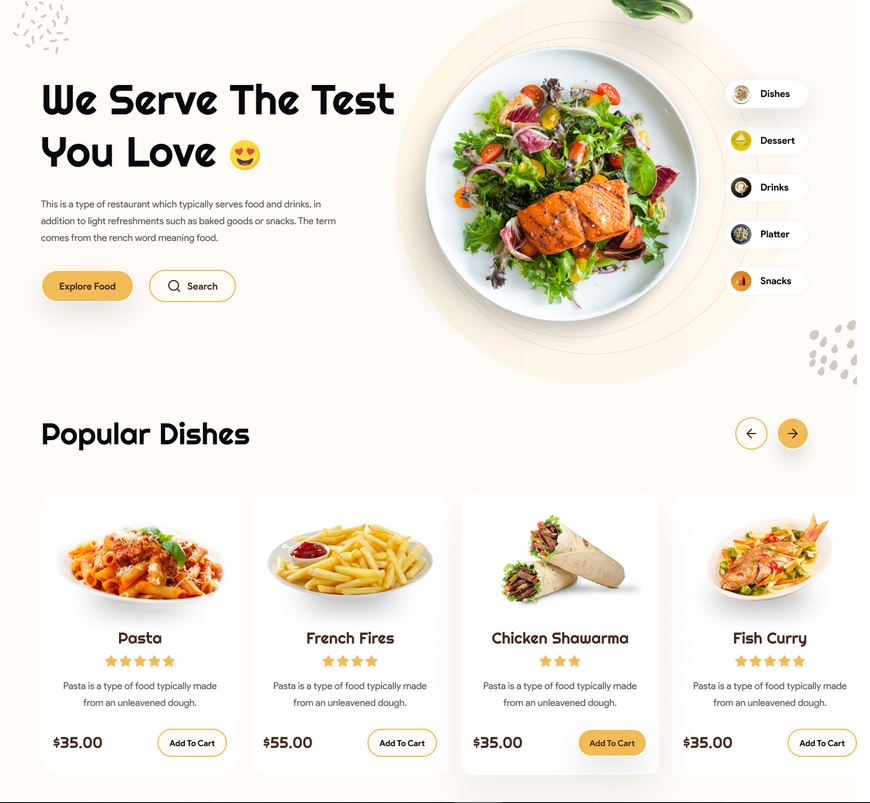 We Serve The Test
You Love
This is a type of restaurant which typically serves food and drinks, in
addition to light refreshments such as baked goods or snacks. The term
comes from the rench word meaning food.
Explore Food
Search
Dishes
Dessert
Drinks
Platter
Snacks
Popular Dishes
Pasta
Pasta is a type of food typically made
from an unleavened dough.
$35.00
Add To Cart
French Fires
Pasta is a type of food typically made
from an unleavened dough.
$55.00
Add To Cart
Chicken Shawarma
Pasta is a type of food typically made
from an unleavened dough.
$35.00
Add To Cart
Fish Curry
Pasta is a type of food typically made
from an unleavened dough.
$35.00
Add To Cart